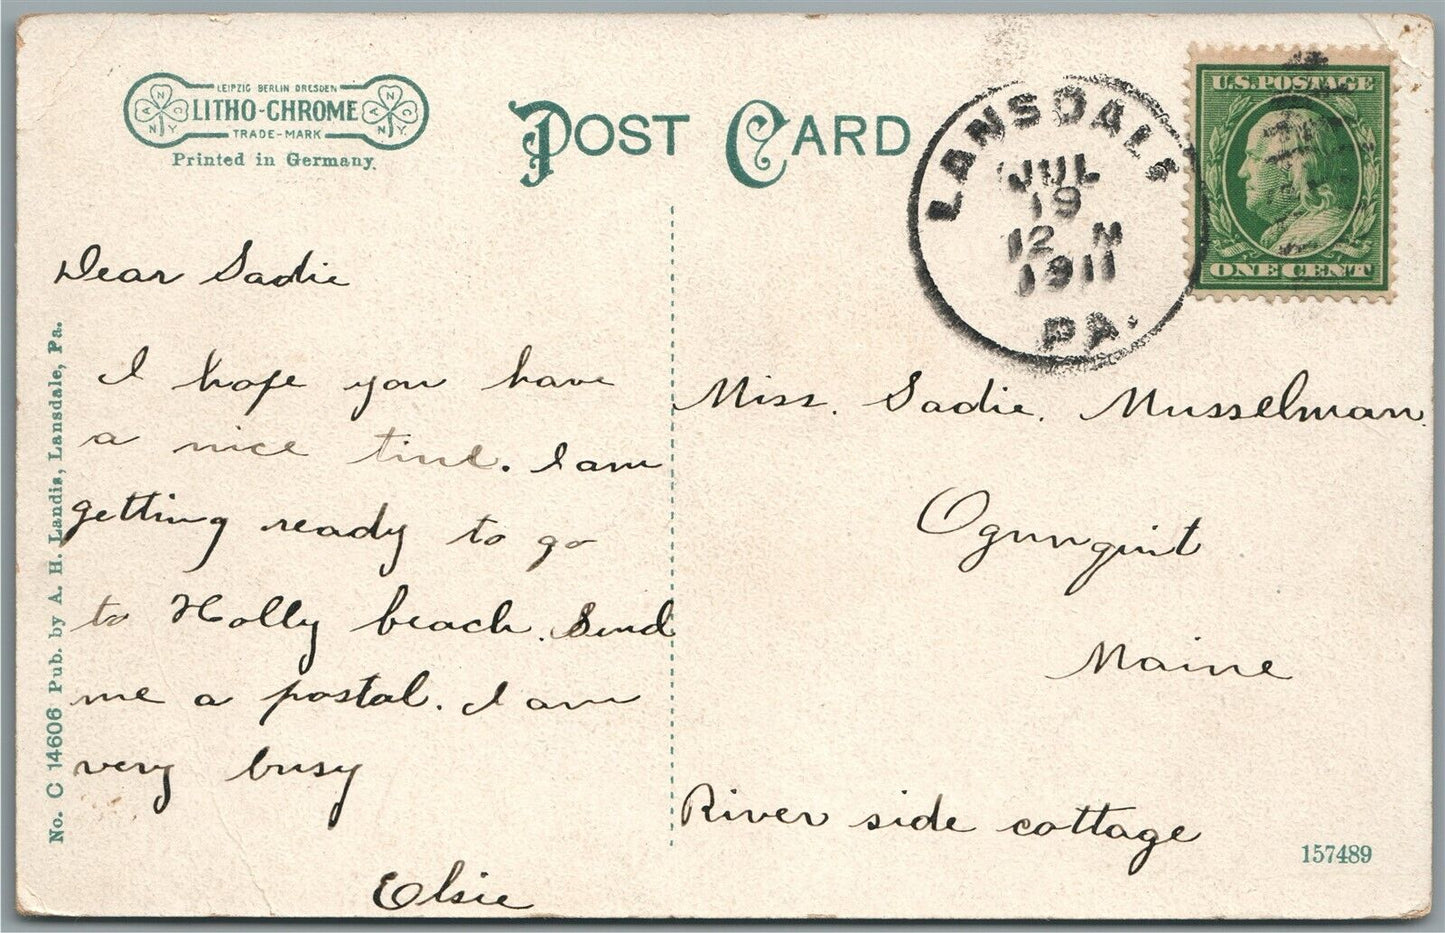 LEIPZIG BERLIN DRESDEN
LITHO-CHROME
TRADE-MARK
Printed in Germany.
POST CARD
LANSDALE
JUL
19
12 M
1911
PA.
U.S. POSTAGE
ONE CENT
No. C 14606 Pub. by A. H. Landis, Lansdale, Pa.
Dear Sadie
I hope you have
a nice time. I am
getting ready to go
to Holly beach. Send
me a postal. I am
very busy
Elsie
Miss. Sadie. Musselman.
Ogunquit
Maine
River side cottage
157489